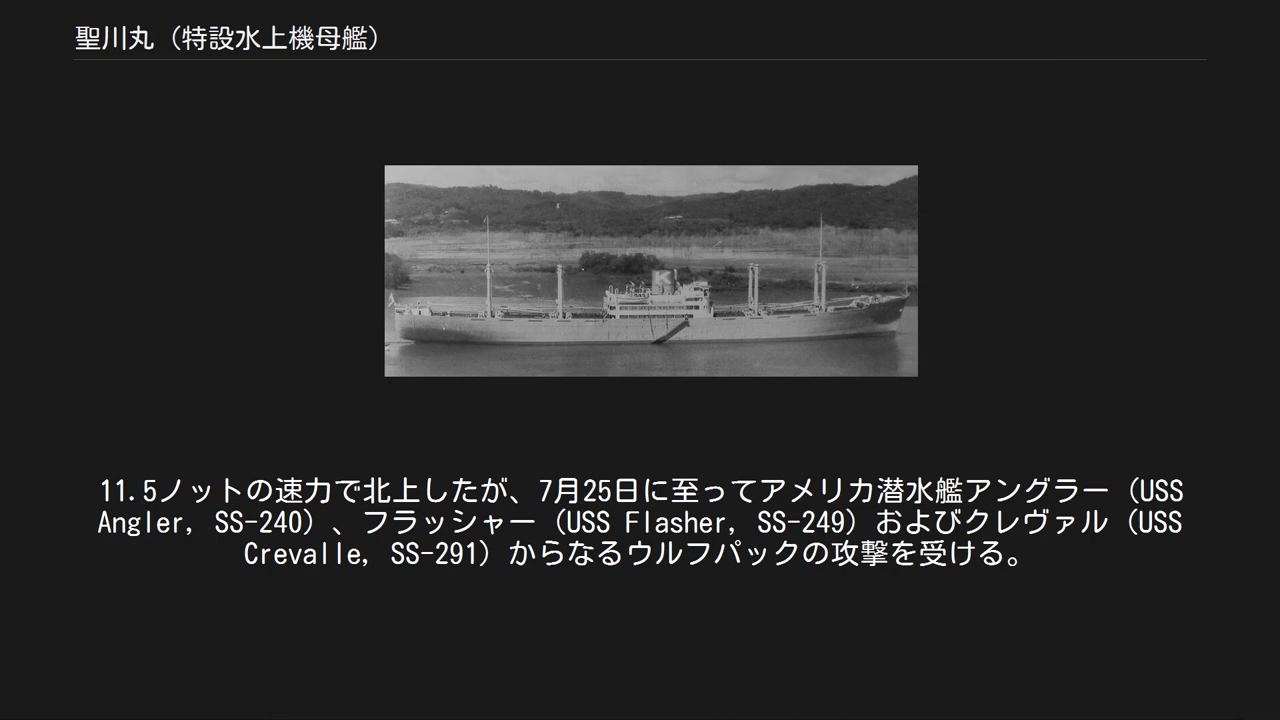 聖川丸（特設水上機母艦）
11.5ノットの速力で北上したが、7月25日に至ってアメリカ潜水艦アングラー（USS
Angler, SS-240）、フラッシャー（USS Flasher, SS-249）およびクレヴァル（USS
Crevalle, SS-291）からなるウルフパックの攻撃を受ける。